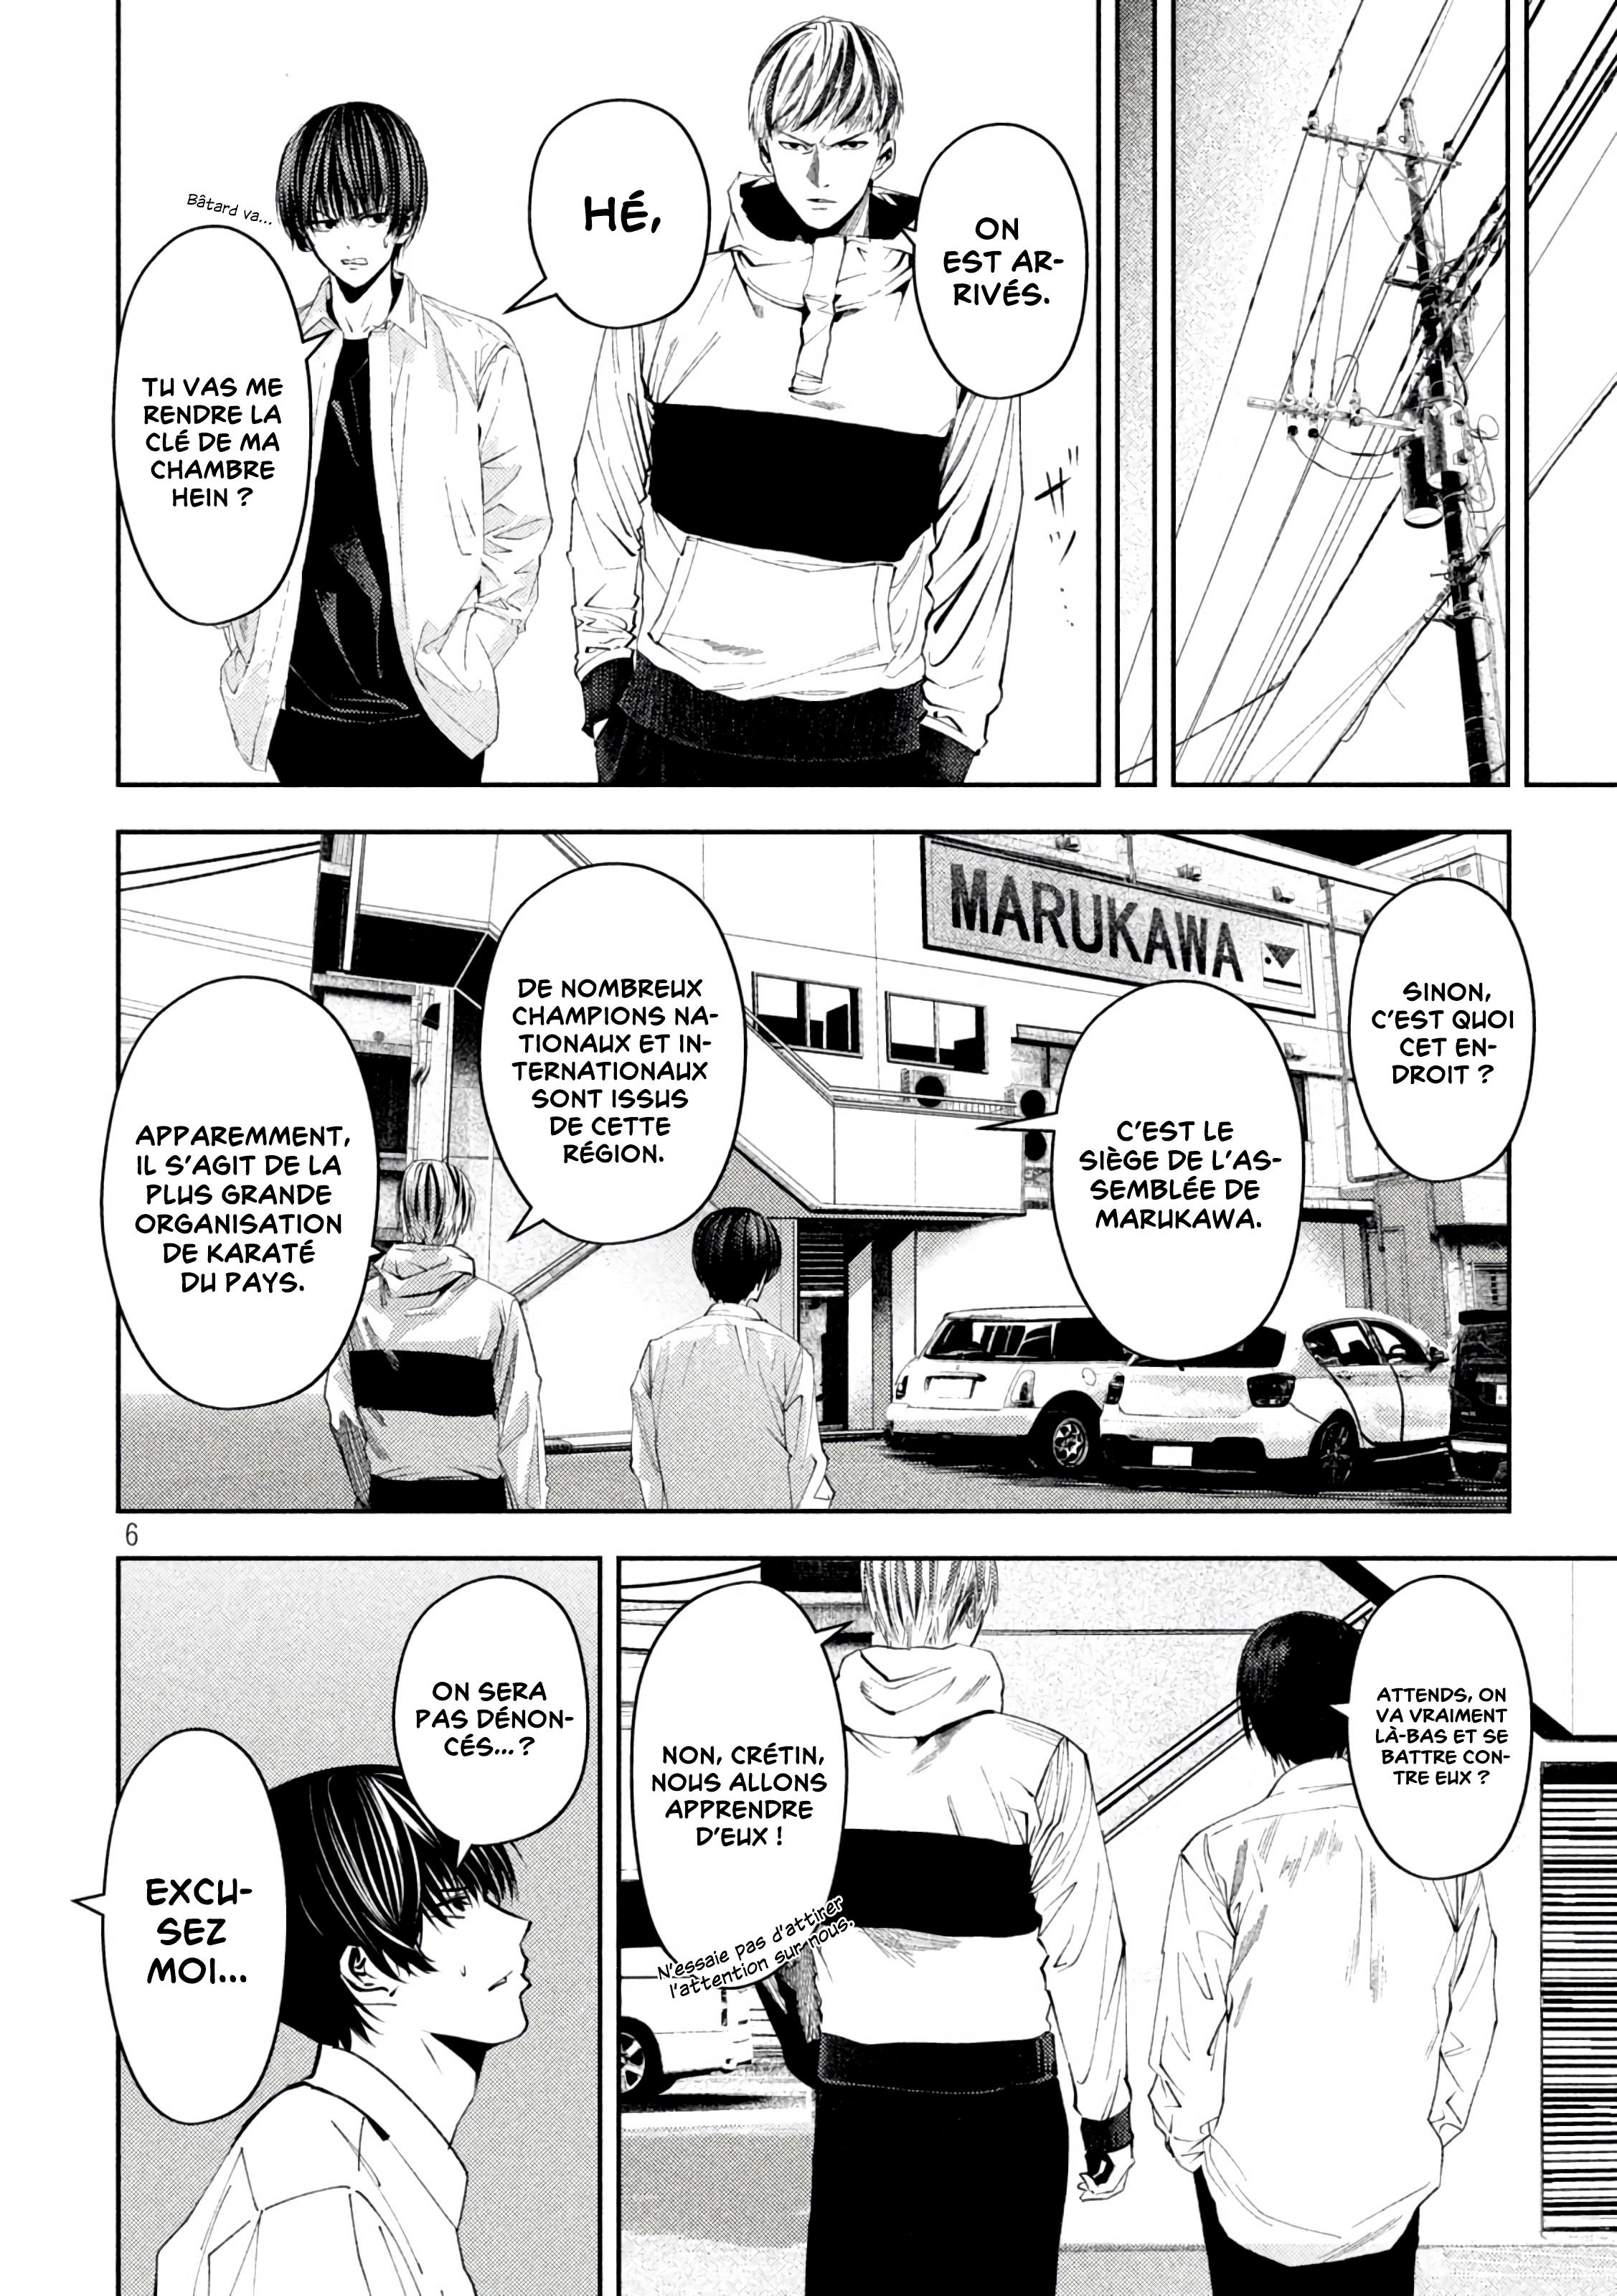 ON
EST AR-
RIVÉS.
HÉ,
Bâtard va...
TU VAS ME
RENDRE LA
CLÉ DE MA
CHAMBRE
HEIN ?
MARUKAWA
SINON,
C'EST QUOI
CET EN-
DROIT ?
C'EST LE
SIÈGE DE L'AS-
SEMBLÉE DE
MARUKAWA.
DE NOMBREUX
CHAMPIONS NA-
TIONAUX ET IN-
TERNATIONAUX
SONT ISSUS
DE CETTE
RÉGION.
APPAREMMENT,
IL S'AGIT DE LA
PLUS GRANDE
ORGANISATION
DE KARATÉ
DU PAYS.
6
ATTENDS, ON
VA VRAIMENT
LÀ-BAS ET SE
BATTRE CON-
TRE EUX ?
NON, CRÉTIN,
NOUS ALLONS
APPRENDRE
D'EUX !
N'essaie pas d'attirer
l'attention sur nous.
ON SERA
PAS DÉNON-
CÉS...?
EXCU-
SEZ
MOI...